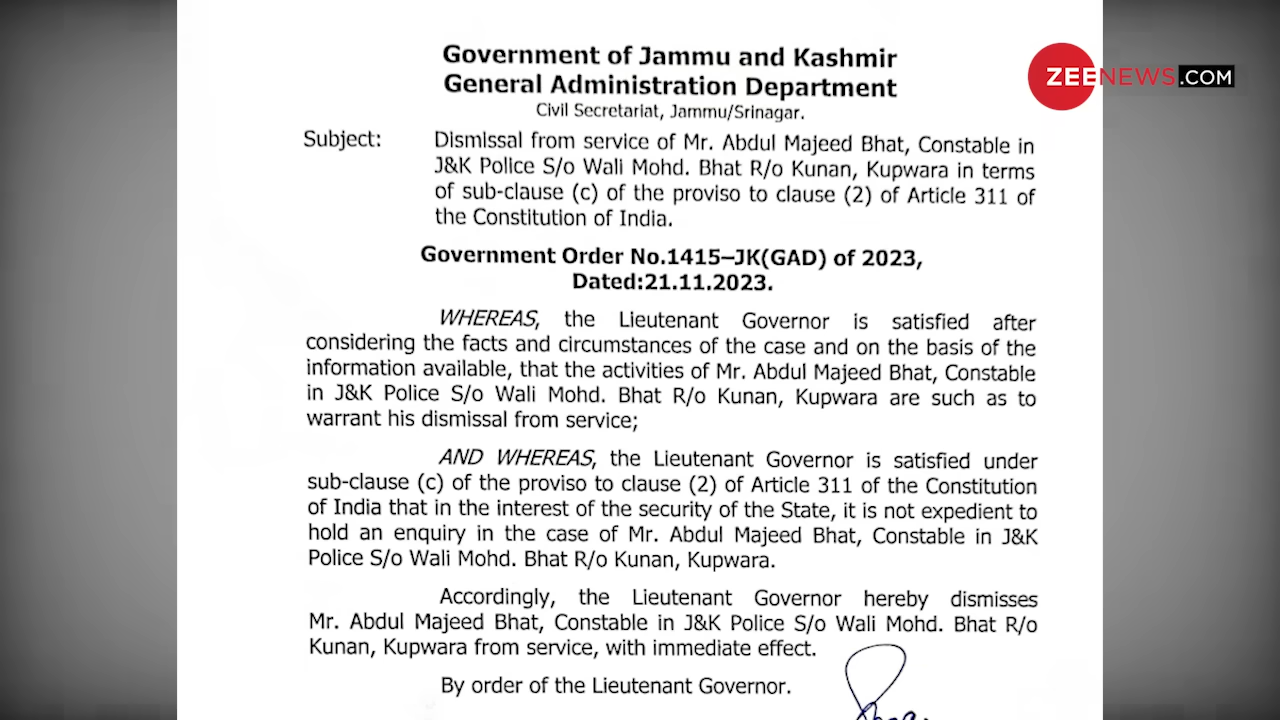 Government of Jammu and Kashmir
General Administration Department
Civil Secretariat, Jammu/Srinagar.
ZEENEWS.COM
Subject: Dismissal from service of Mr. Abdul Majeed Bhat, Constable in
J&K Police S/o Wali Mohd. Bhat R/o Kunan, Kupwara in terms
of sub-clause (c) of the proviso to clause (2) of Article 311 of
the Constitution of India.
Government Order No.1415–JK(GAD) of 2023,
Dated:21.11.2023.
WHEREAS, the Lieutenant Governor is satisfied after
considering the facts and circumstances of the case and on the basis of the
information available, that the activities of Mr. Abdul Majeed Bhat, Constable
in J&K Police S/o Wali Mohd. Bhat R/o Kunan, Kupwara are such as to
warrant his dismissal from service;
AND WHEREAS, the Lieutenant Governor is satisfied under
sub-clause (c) of the proviso to clause (2) of Article 311 of the Constitution
of India that in the interest of the security of the State, it is not expedient to
hold an enquiry in the case of Mr. Abdul Majeed Bhat, Constable in J&K
Police S/o Wali Mohd. Bhat R/o Kunan, Kupwara.
Accordingly, the Lieutenant Governor hereby dismisses
Mr. Abdul Majeed Bhat, Constable in J&K Police S/o Wali Mohd. Bhat R/o
Kunan, Kupwara from service, with immediate effect.
By order of the Lieutenant Governor.